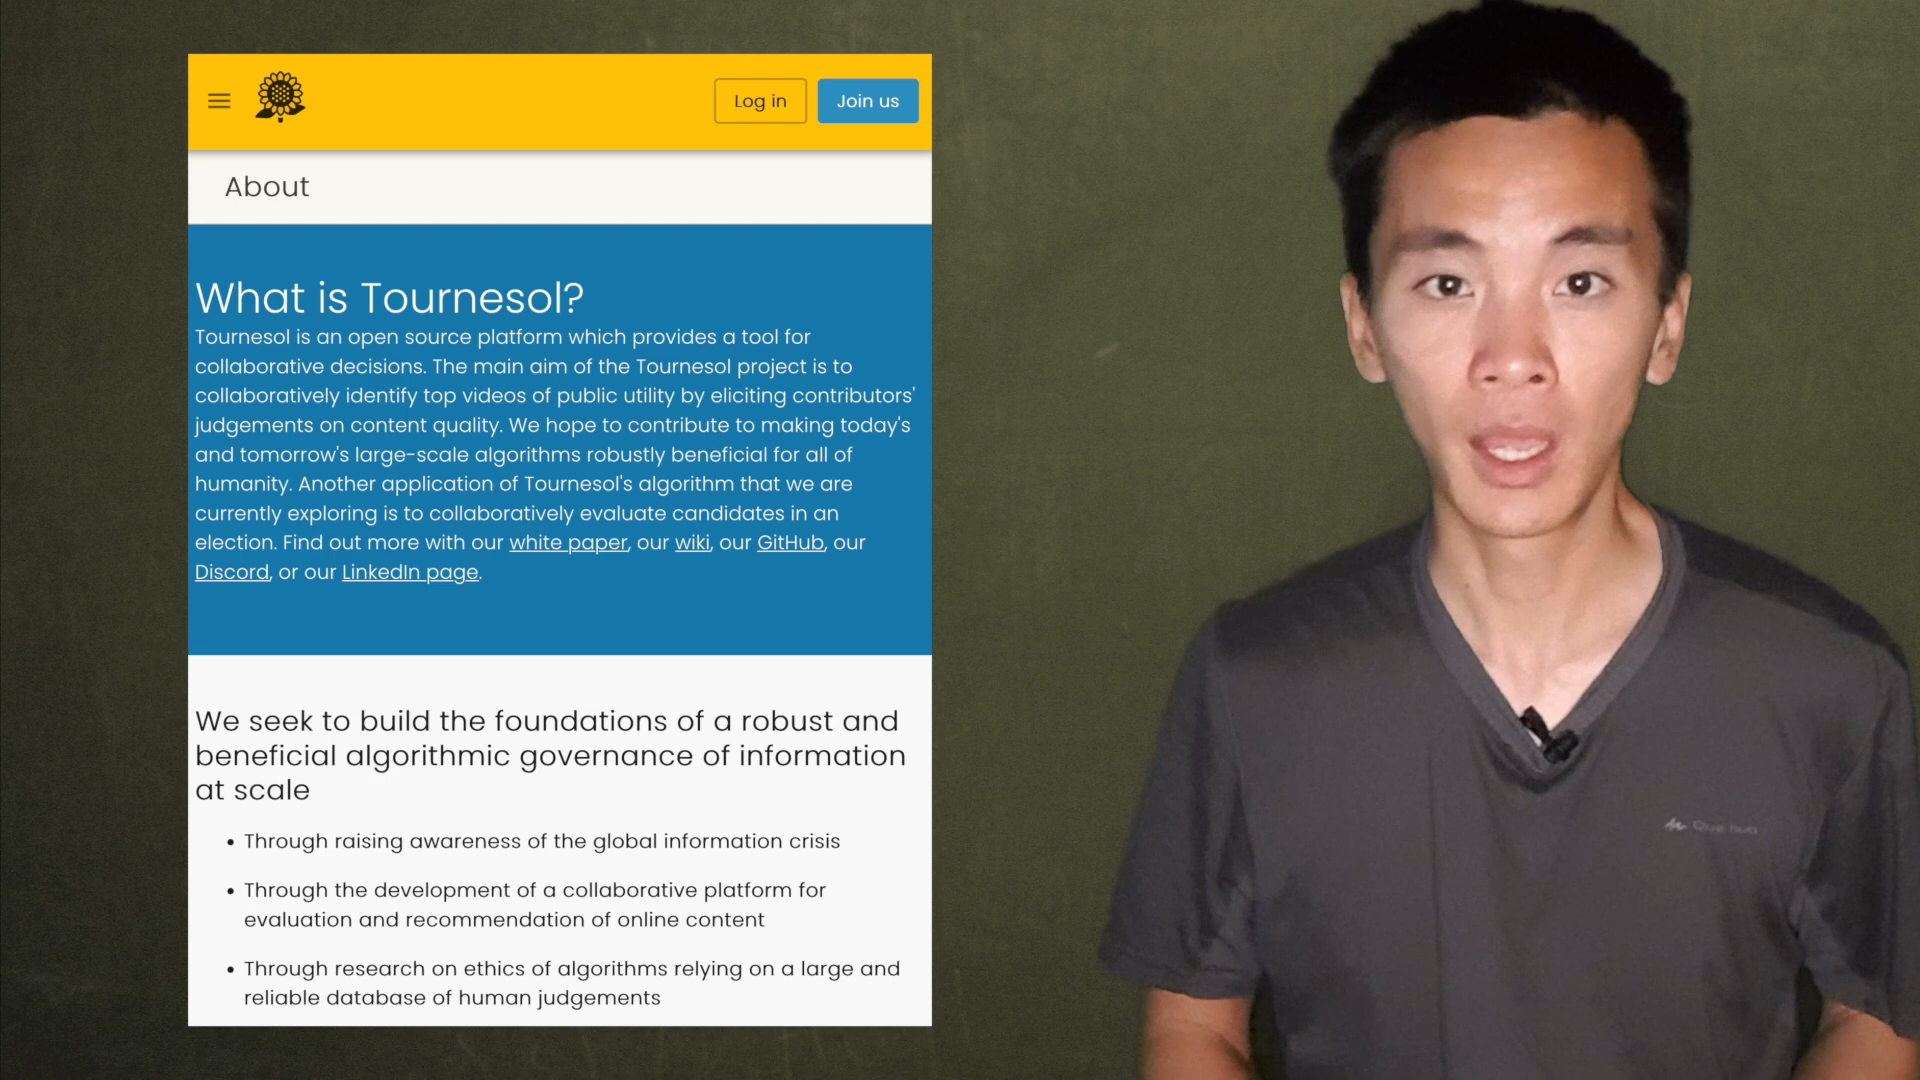 Log in
Join us
About
What is Tournesol?
Tournesol is an open source platform which provides a tool for
collaborative decisions. The main aim of the Tournesol project is to
collaboratively identify top videos of public utility by eliciting contributors'
judgements on content quality. We hope to contribute to making today's
and tomorrow's large-scale algorithms robustly beneficial for all of
humanity. Another application of Tournesol's algorithm that we are
currently exploring is to collaboratively evaluate candidates in an
election. Find out more with our white paper, our wiki, our GitHub, our
Discord, or our LinkedIn page.
We seek to build the foundations of a robust and
beneficial algorithmic governance of information
at scale
• Through raising awareness of the global information crisis
• Through the development of a collaborative platform for
evaluation and recommendation of online content
• Through research on ethics of algorithms relying on a large and
reliable database of human judgements